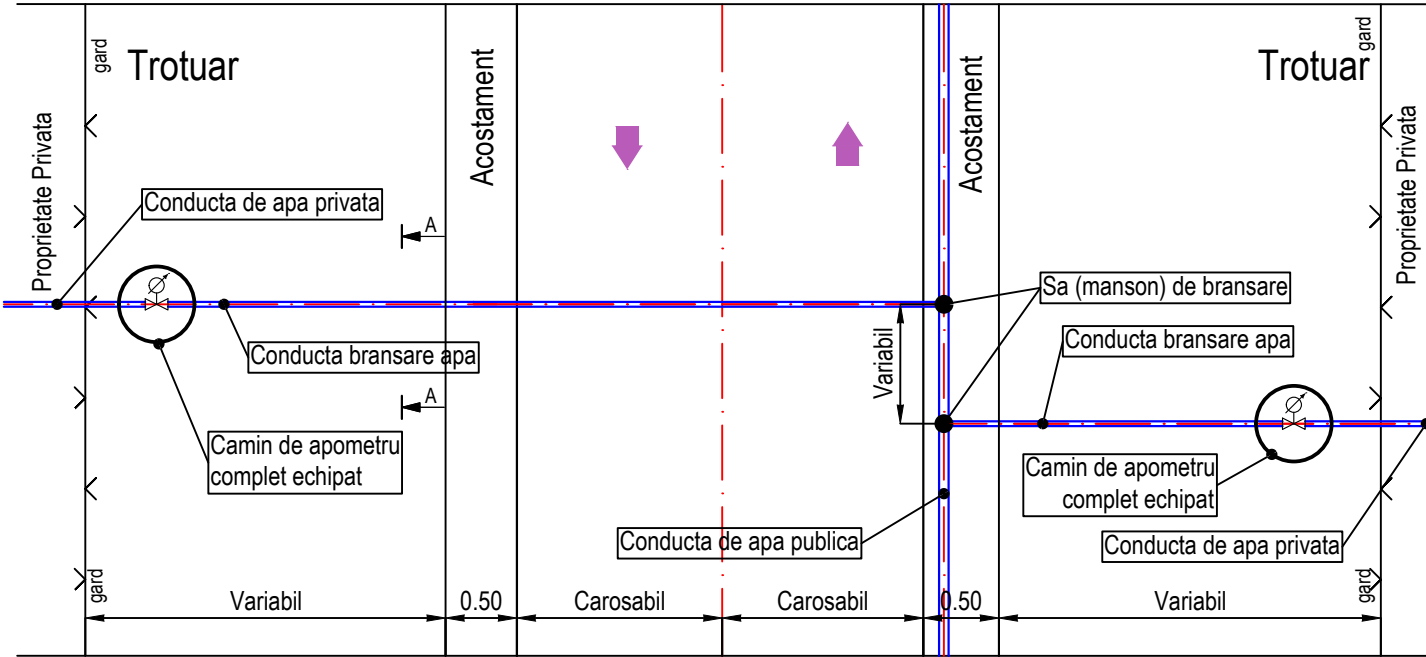 gard
Trotuar
Acostament
Acostament
Trotuar
gard
Proprietate Privata
Proprietate Privata
Conducta de apa privata
A
Sa (manson) de bransare
Conducta bransare apa
Variabil
Conducta bransare apa
A
Camin de apometru
complet echipat
Camin de apometru
complet echipat
Conducta de apa publica
Conducta de apa privata
gard
gard
Variabil
0.50
Carosabil
Carosabil
0.50
Variabil